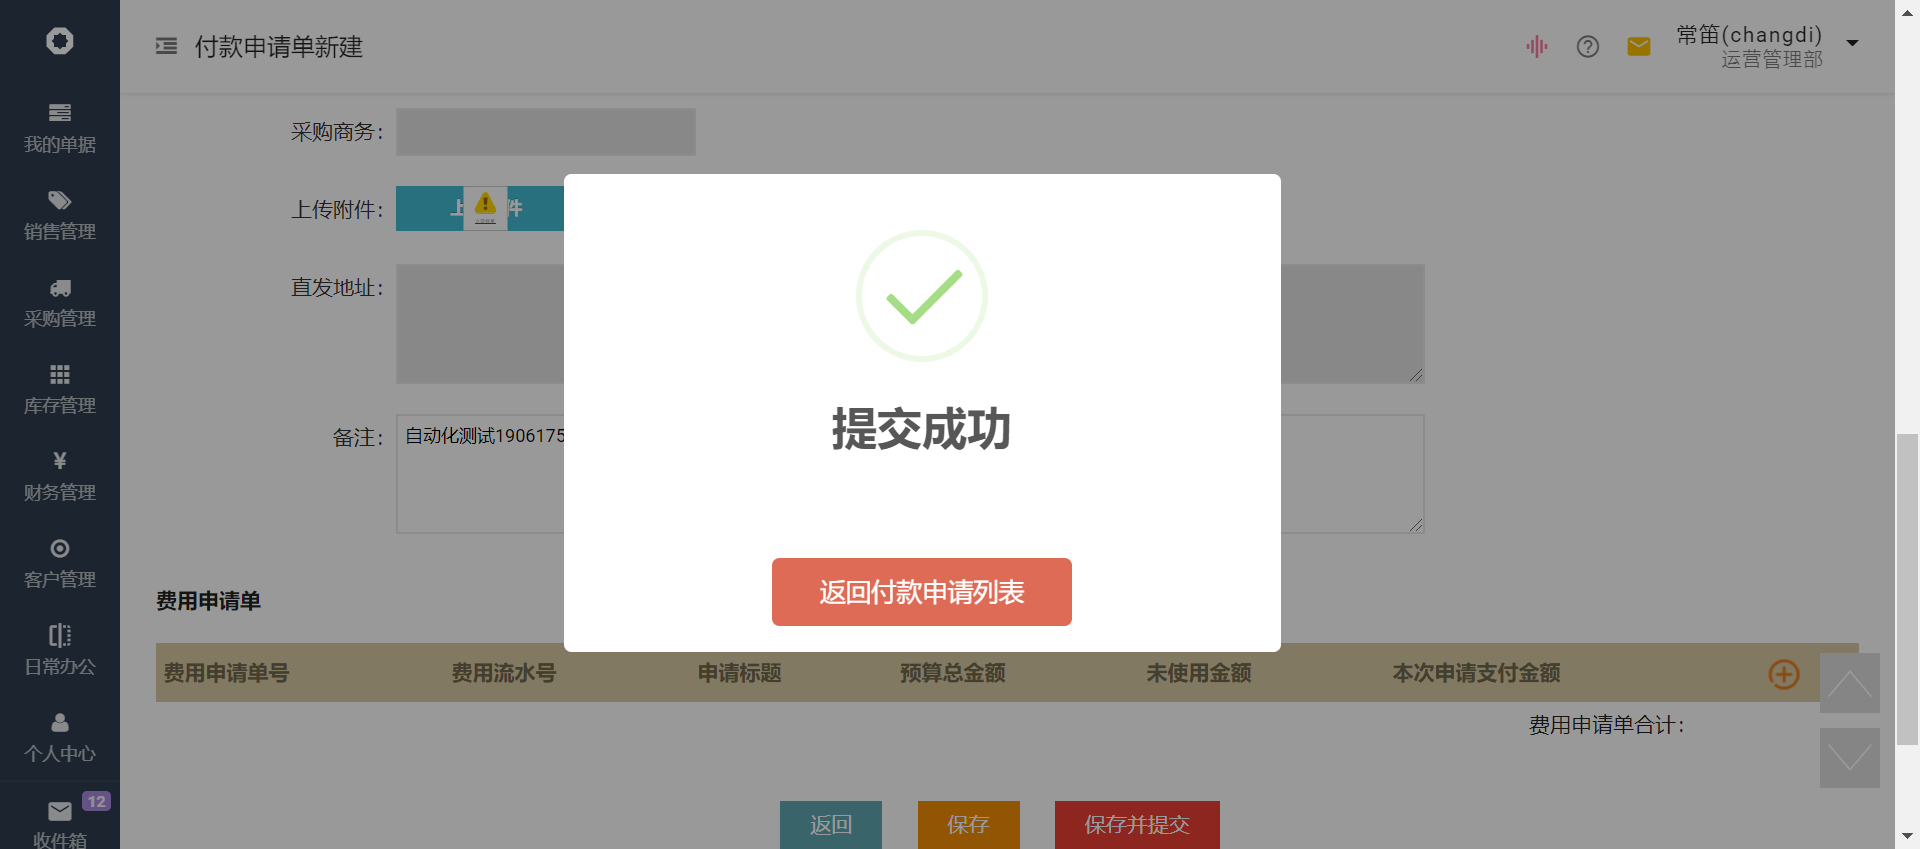 付款申请单新建
常笛(changdi)
运营管理部
我的单据
销售管理
采购管理
库存管理
财务管理
客户管理
日常办公
个人中心
12
收件箱
采购商务：
上传附件：
上 件
直发地址：
备注：
自动化测试1906175
提交成功
返回付款申请列表
费用申请单
费用申请单号 费用流水号 申请标题 预算总金额 未使用金额 本次申请支付金额
费用申请单合计：
返回 保存 保存并提交